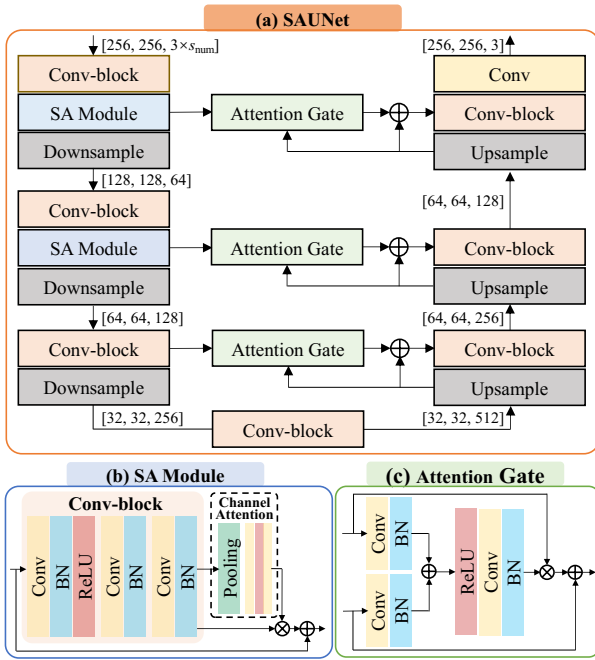 (a) SAUNet
[256, 256, 3×s_num]
[256, 256, 3]
Conv-block
Conv
SA Module
Attention Gate
Conv-block
Downsample
Upsample
[128, 128, 64]
[64, 64, 128]
Conv-block
SA Module
Attention Gate
Conv-block
Downsample
Upsample
[64, 64, 128]
[64, 64, 256]
Conv-block
Attention Gate
Conv-block
Downsample
Upsample
[32, 32, 256]
Conv-block
[32, 32, 512]
(b) SA Module
Conv-block
Channel
Attention
Conv
BN
ReLU
Conv
BN
Conv
BN
Pooling
(c) Attention Gate
Conv
BN
Conv
BN
ReLU
Conv
BN